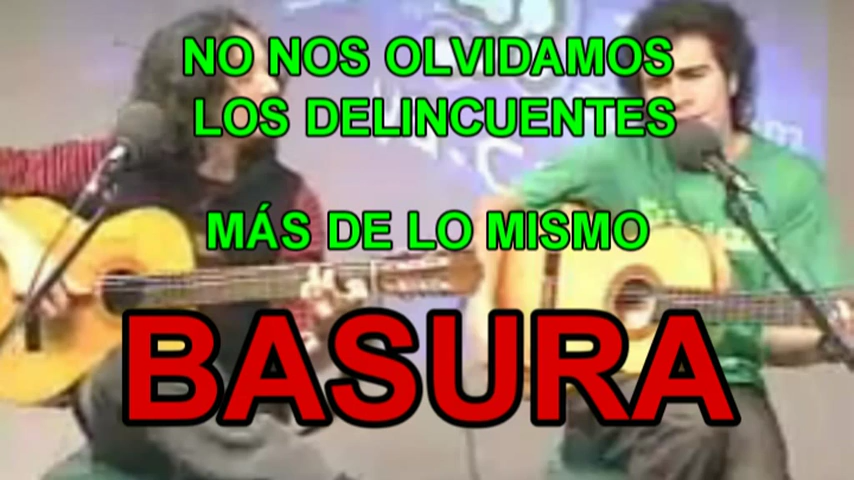 NO NOS OLVIDAMOS
LOS DELINCUENTES
MÁS DE LO MISMO
BASURA